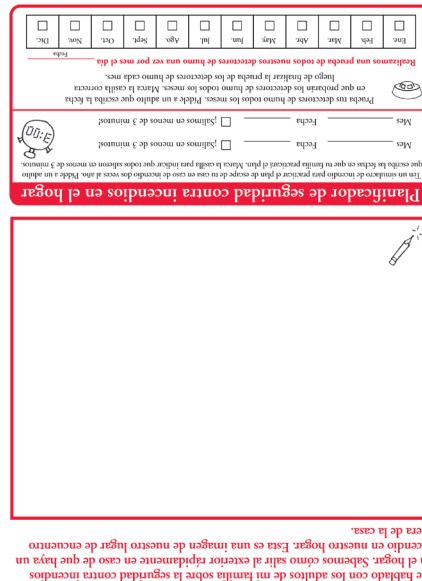 e hablado con los adultos de mi familia sobre la seguridad contra incendios
n el hogar. Sabemos cómo salir al exterior rápidamente en caso de que haya un
cendio en nuestro hogar. Esta es una imagen de nuestro lugar de encuentro
era de la casa.
Planificador de seguridad contra incendios en el hogar
Ten un simulacro de incendio para practicar el plan de escape de tu casa en caso de incendio dos veces al año. Pídele a un adulto
que escriba las fechas en que tu familia practicará el plan. Marca la casilla para indicar que todos salieron en menos de 3 minutos.
Mes Fecha ¡Salimos en menos de 3 minutos!
Mes Fecha ¡Salimos en menos de 3 minutos!
3:00
Prueba tus detectores de humo todos los meses. Pídele a un adulto que escriba la fecha
en que probarán los detectores de humo todos los meses. Marca la casilla correcta
luego de finalizar la prueba de los detectores de humo cada mes.
Realizamos una prueba de todos nuestros detectores de humo una vez por mes el día
Fecha
Ene. Feb. Mar. Abr. May. Jun. Jul. Ago. Sept. Oct. Nov. Dic.